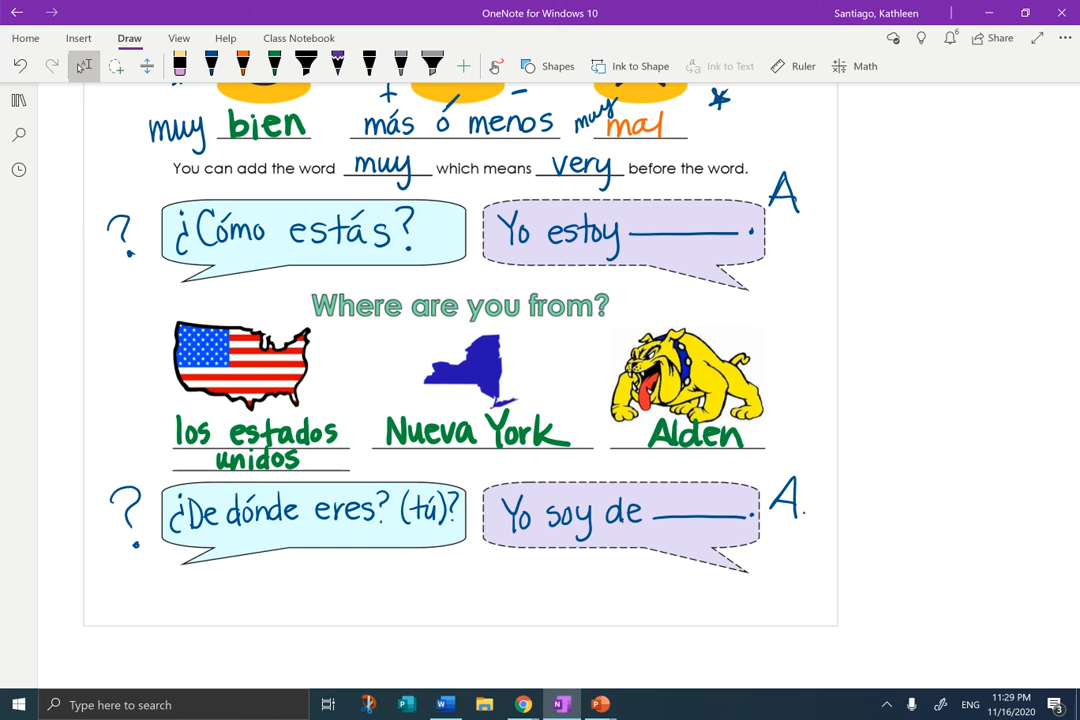 OneNote for Windows 10
Santiago, Kathleen
Home Insert Draw View Help Class Notebook
Share
Shapes Ink to Shape Ink to Text Ruler Math
+ -
muy bien más ó menos muy mal
You can add the word muy which means very before the word.
A
? ¿Cómo estás? Yo estoy ________.
Where are you from?
los estados Nueva York Alden
unidos
? ¿De dónde eres? (tú)? Yo soy de ________. A.
Type here to search
ENG
11:29 PM
11/16/2020